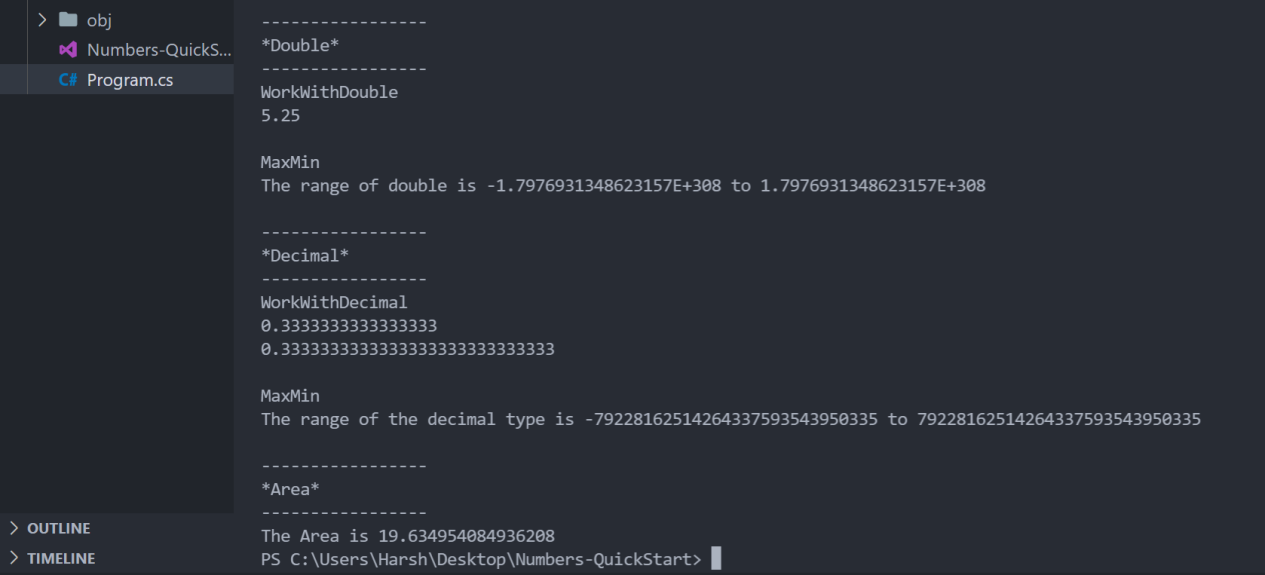 obj
Numbers-QuickS...
C# Program.cs
OUTLINE
TIMELINE
-----------------
*Double*
-----------------
WorkWithDouble
5.25
MaxMin
The range of double is -1.7976931348623157E+308 to 1.7976931348623157E+308
-----------------
*Decimal*
-----------------
WorkWithDecimal
0.3333333333333333
0.3333333333333333333333333333
MaxMin
The range of the decimal type is -79228162514264337593543950335 to 79228162514264337593543950335
-----------------
*Area*
-----------------
The Area is 19.634954084936208
PS C:\Users\Harsh\Desktop\Numbers-QuickStart>